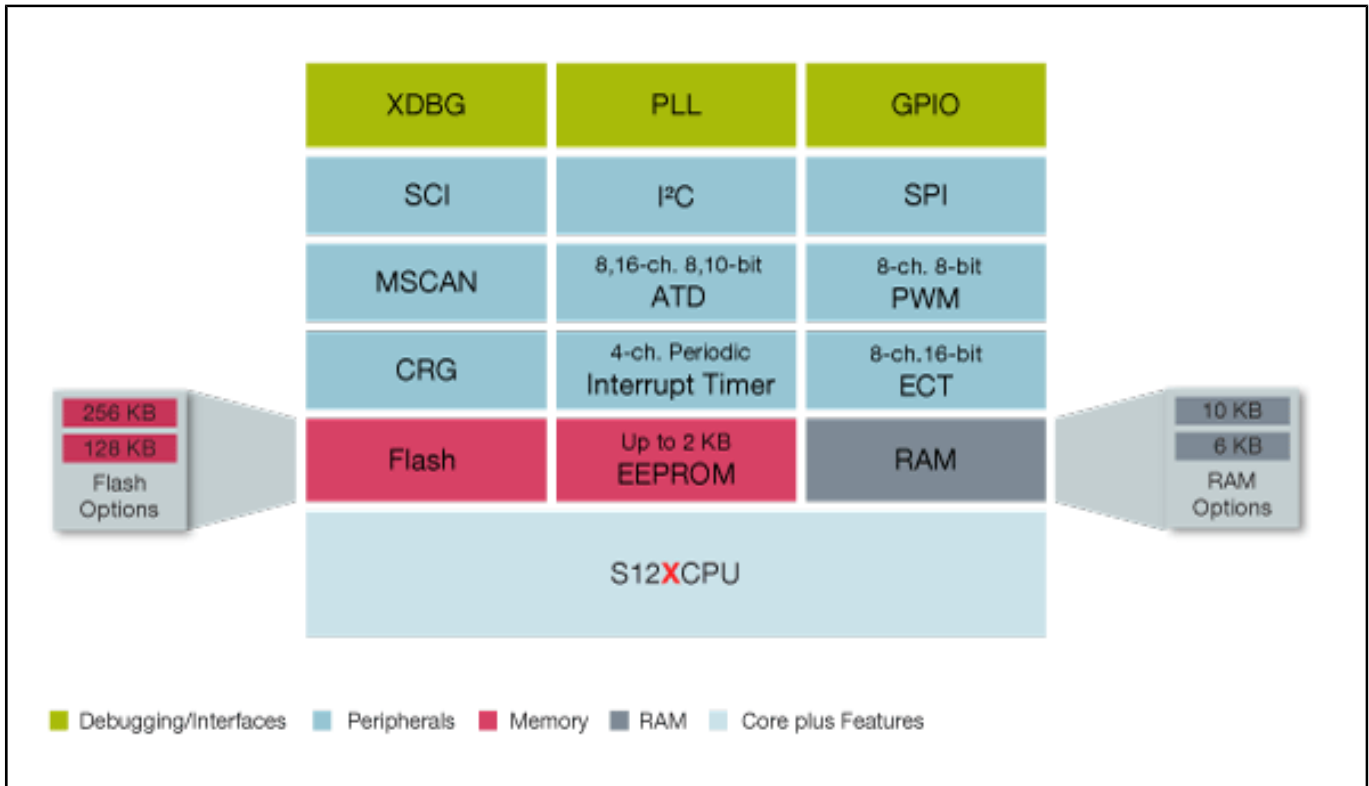 XDBG
PLL
GPIO
SCI
I²C
SPI
MSCAN
8,16-ch. 8,10-bit
ATD
8-ch. 8-bit
PWM
CRG
4-ch. Periodic
Interrupt Timer
8-ch.16-bit
ECT
256 KB
128 KB
Flash
Options
Flash
Up to 2 KB
EEPROM
RAM
10 KB
6 KB
RAM
Options
S12XCPU
Debugging/Interfaces
Peripherals
Memory
RAM
Core plus Features